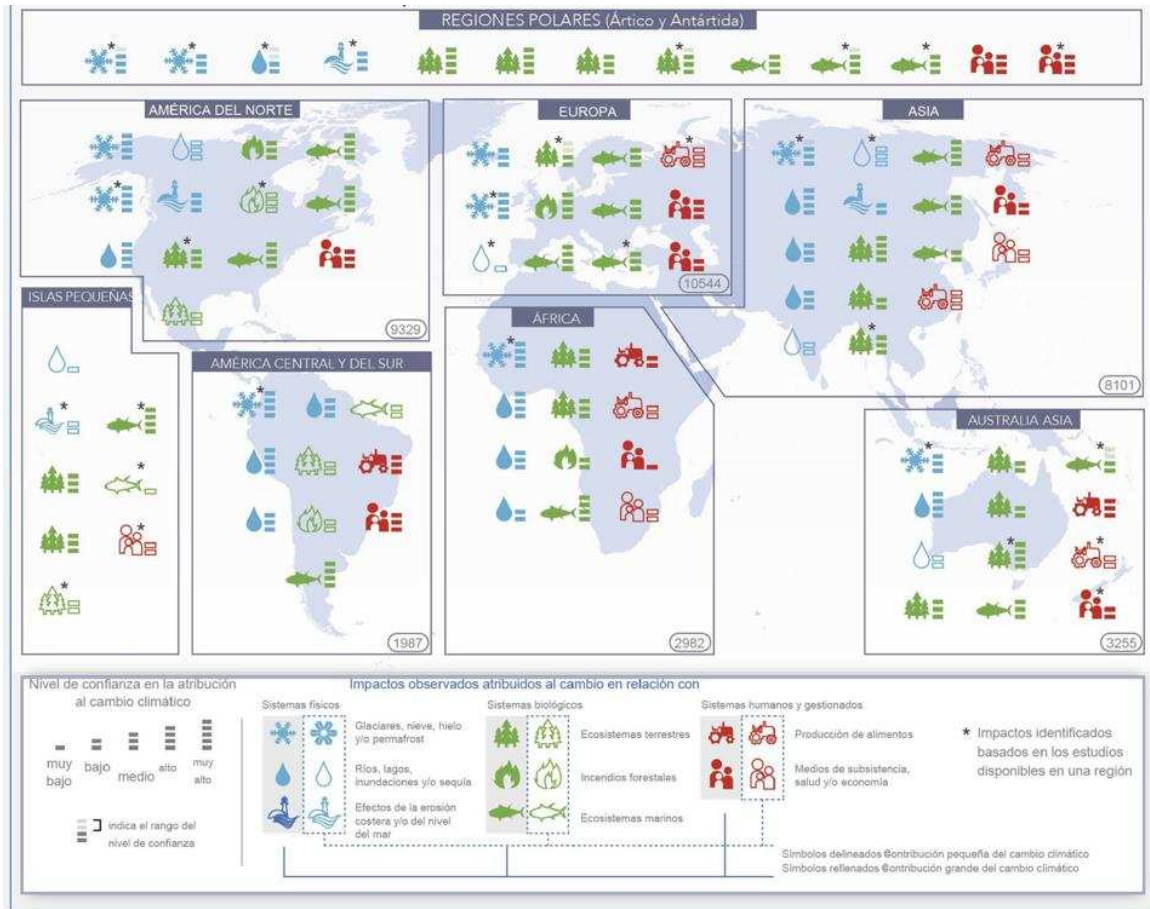 REGIONES POLARES (Ártico y Antártida)
AMÉRICA DEL NORTE
EUROPA
ASIA
10544
ISLAS PEQUEÑAS
9329
ÁFRICA
AMÉRICA CENTRAL Y DEL SUR
8101
AUSTRALIA ASIA
1987
2982
3255
Nivel de confianza en la atribución
al cambio climático
muy
bajo
bajo
medio
alto
muy
alto
indica el rango del
nivel de confianza
Impactos observados atribuidos al cambio en relación con
Sistemas físicos
Glaciares, nieve, hielo
y/o permafrost
Ríos, lagos,
inundaciones y/o sequía
Efectos de la erosión
costera y/o del nivel
del mar
Sistemas biológicos
Ecosistemas terrestres
Incendios forestales
Ecosistemas marinos
Sistemas humanos y gestionados
Producción de alimentos
Medios de subsistencia,
salud y/o economía
* Impactos identificados
basados en los estudios
disponibles en una región
Símbolos delineados Contribución pequeña del cambio climático
Símbolos rellenados Contribución grande del cambio climático